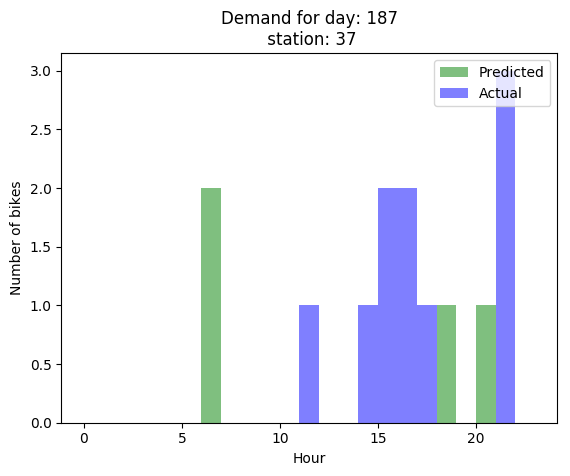 Demand for day: 187
station: 37
Predicted
Actual
3.0
2.5
2.0
1.5
1.0
0.5
0.0
Number of bikes
0 5 10 15 20
Hour